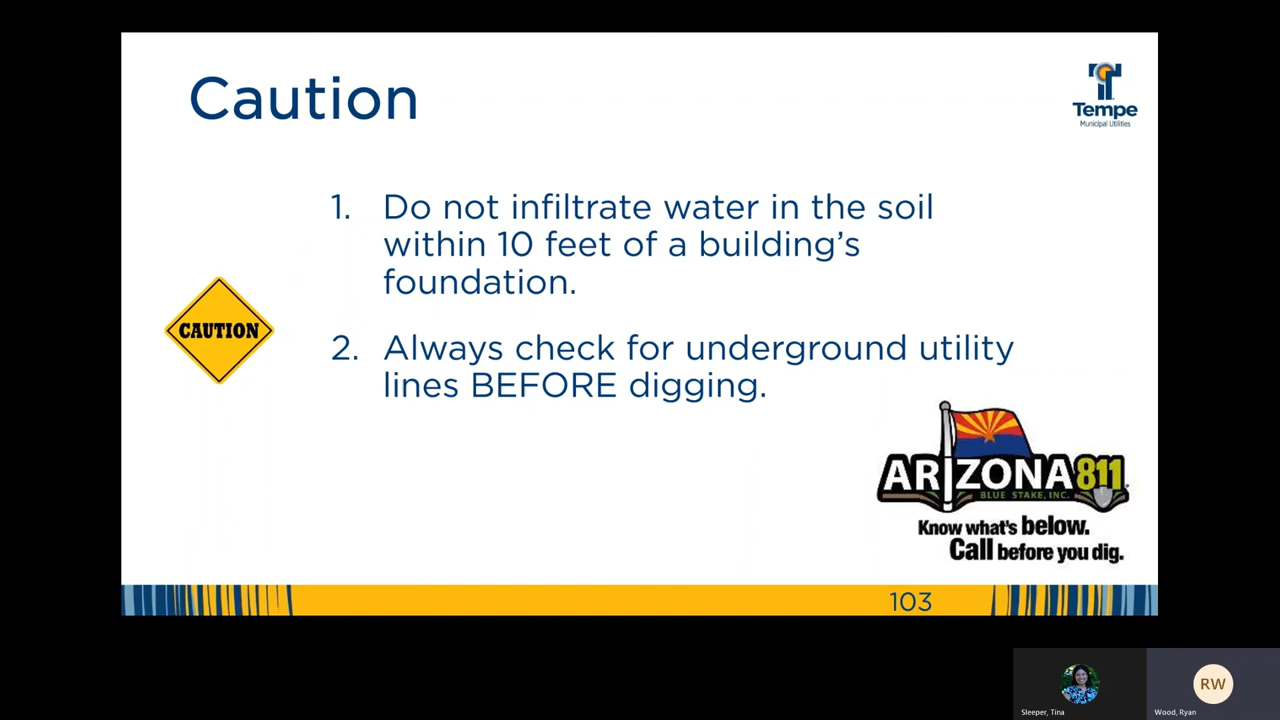 Caution
Tempe
Municipal Utilities
1. Do not infiltrate water in the soil
within 10 feet of a building's
foundation.
CAUTION
2. Always check for underground utility
lines BEFORE digging.
ARIZONA811
BLUE STAKE, INC.
Know what's below.
Call before you dig.
103
RW
Sleeper, Tina
Wood, Ryan